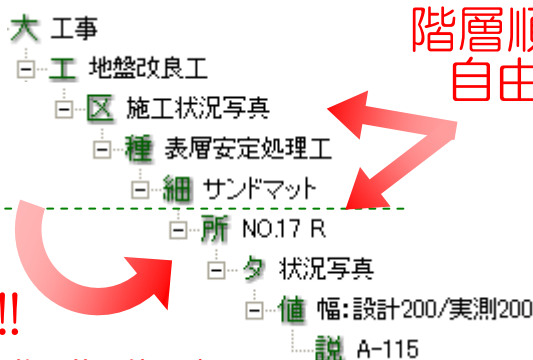 大 工事
階層順
自由
工 地盤改良工
区 施工状況写真
種 表層安定処理工
細 サンドマット
所 NO.17 R
タ 状況写真
値 幅:設計200/実測200
!!
説 A-115